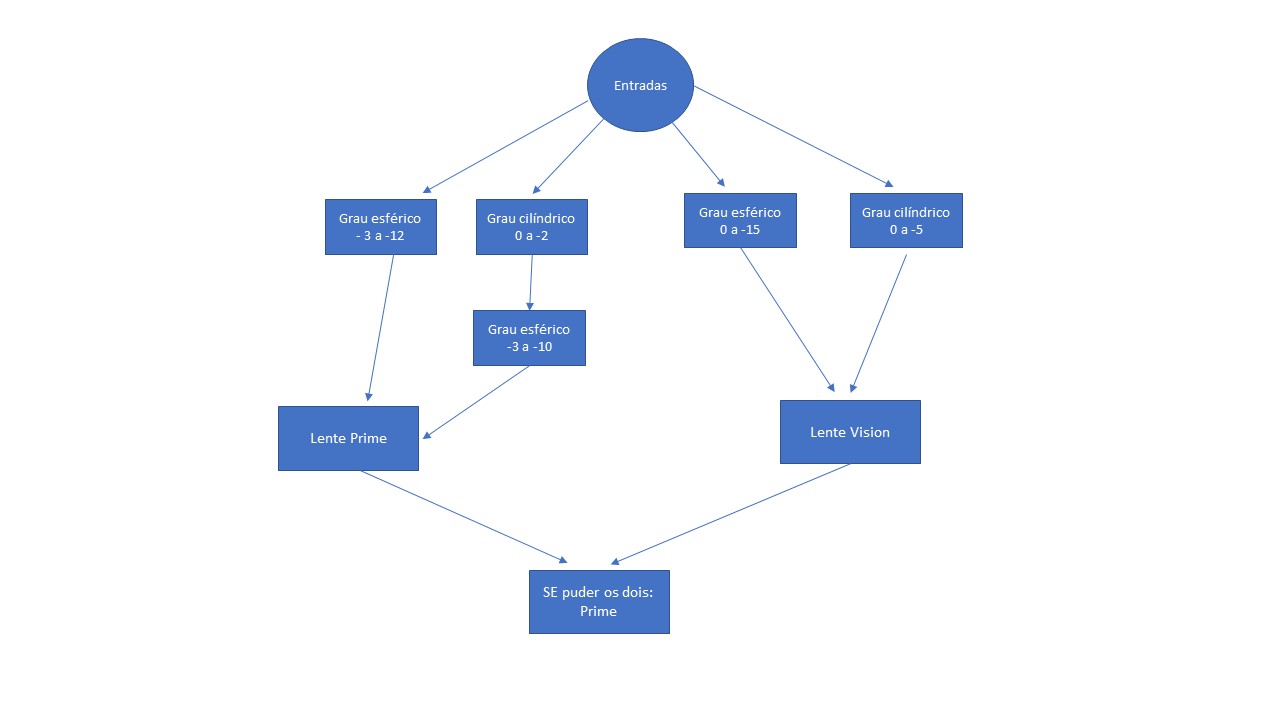 Entradas
Grau esférico
- 3 a -12
Grau cilíndrico
0 a -2
Grau esférico
0 a -15
Grau cilíndrico
0 a -5
Grau esférico
-3 a -10
Lente Prime
Lente Vision
SE puder os dois:
Prime